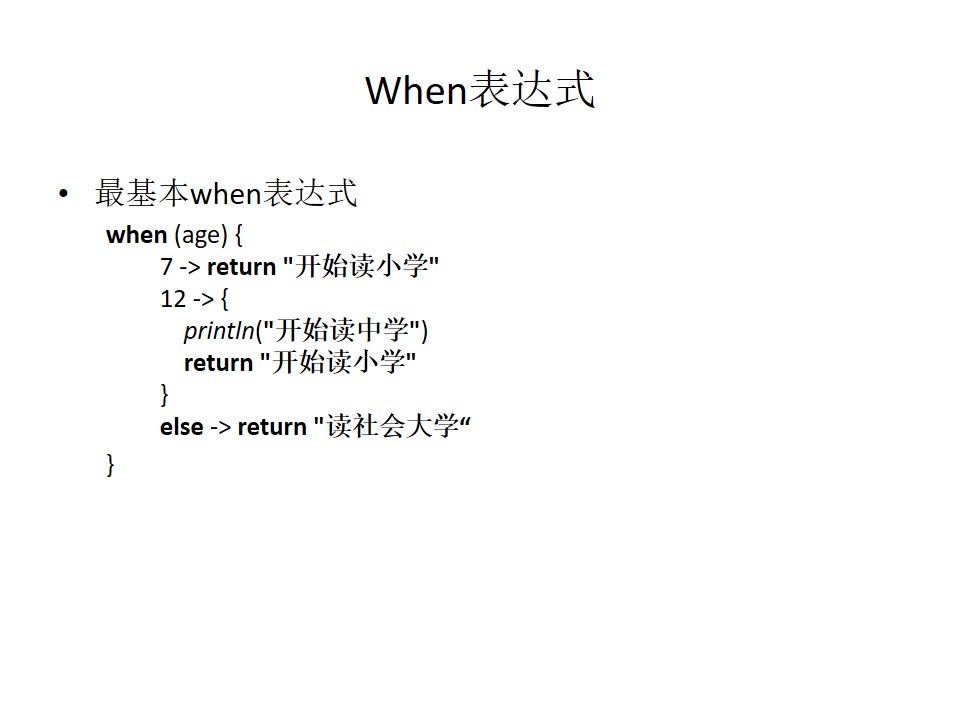 When表达式
• 最基本when表达式
when (age) {
7 -> return "开始读小学"
12 -> {
println("开始读中学")
return "开始读小学"
}
else -> return "读社会大学“
}